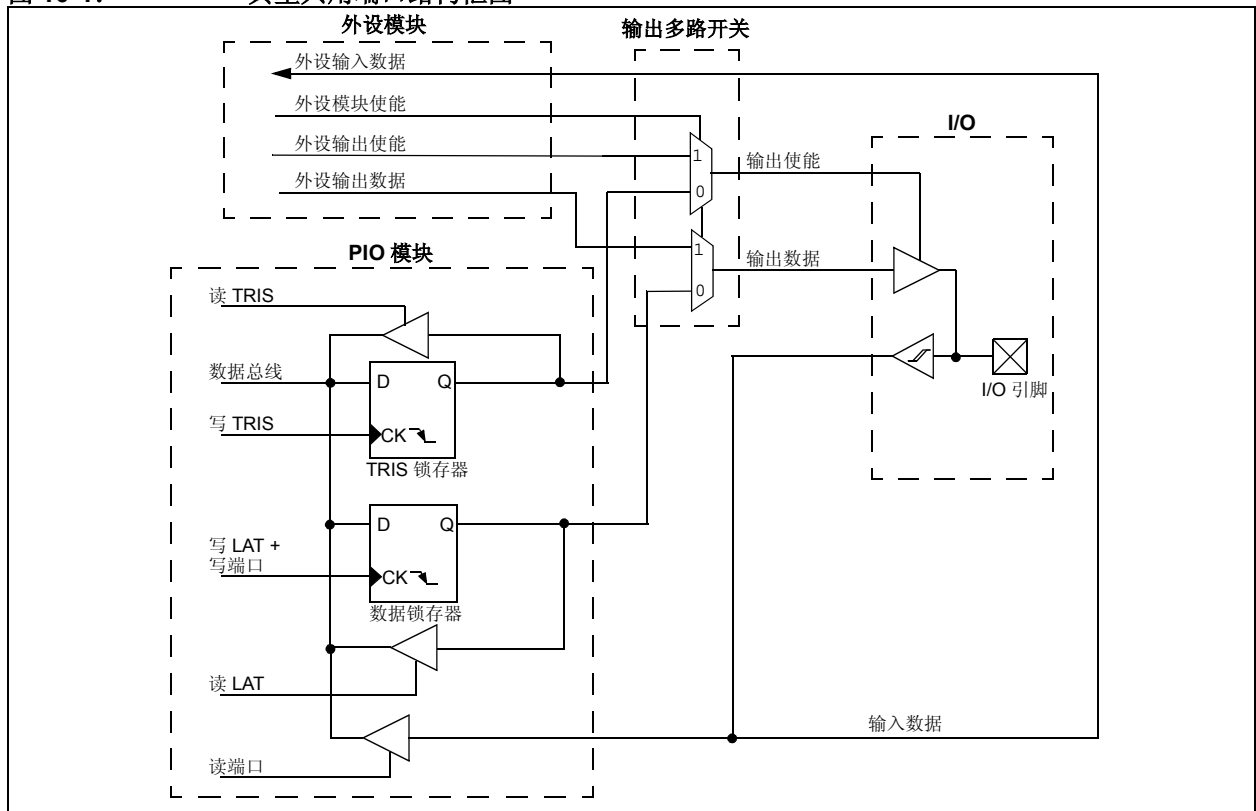 外设模块
输出多路开关
外设输入数据
外设模块使能
外设输出使能
外设输出数据
I/O
1
0
输出使能
1
0
输出数据
PIO 模块
读 TRIS
数据总线
D
Q
写 TRIS
CK
TRIS 锁存器
I/O 引脚
D
Q
写 LAT +
写端口
CK
数据锁存器
读 LAT
输入数据
读端口